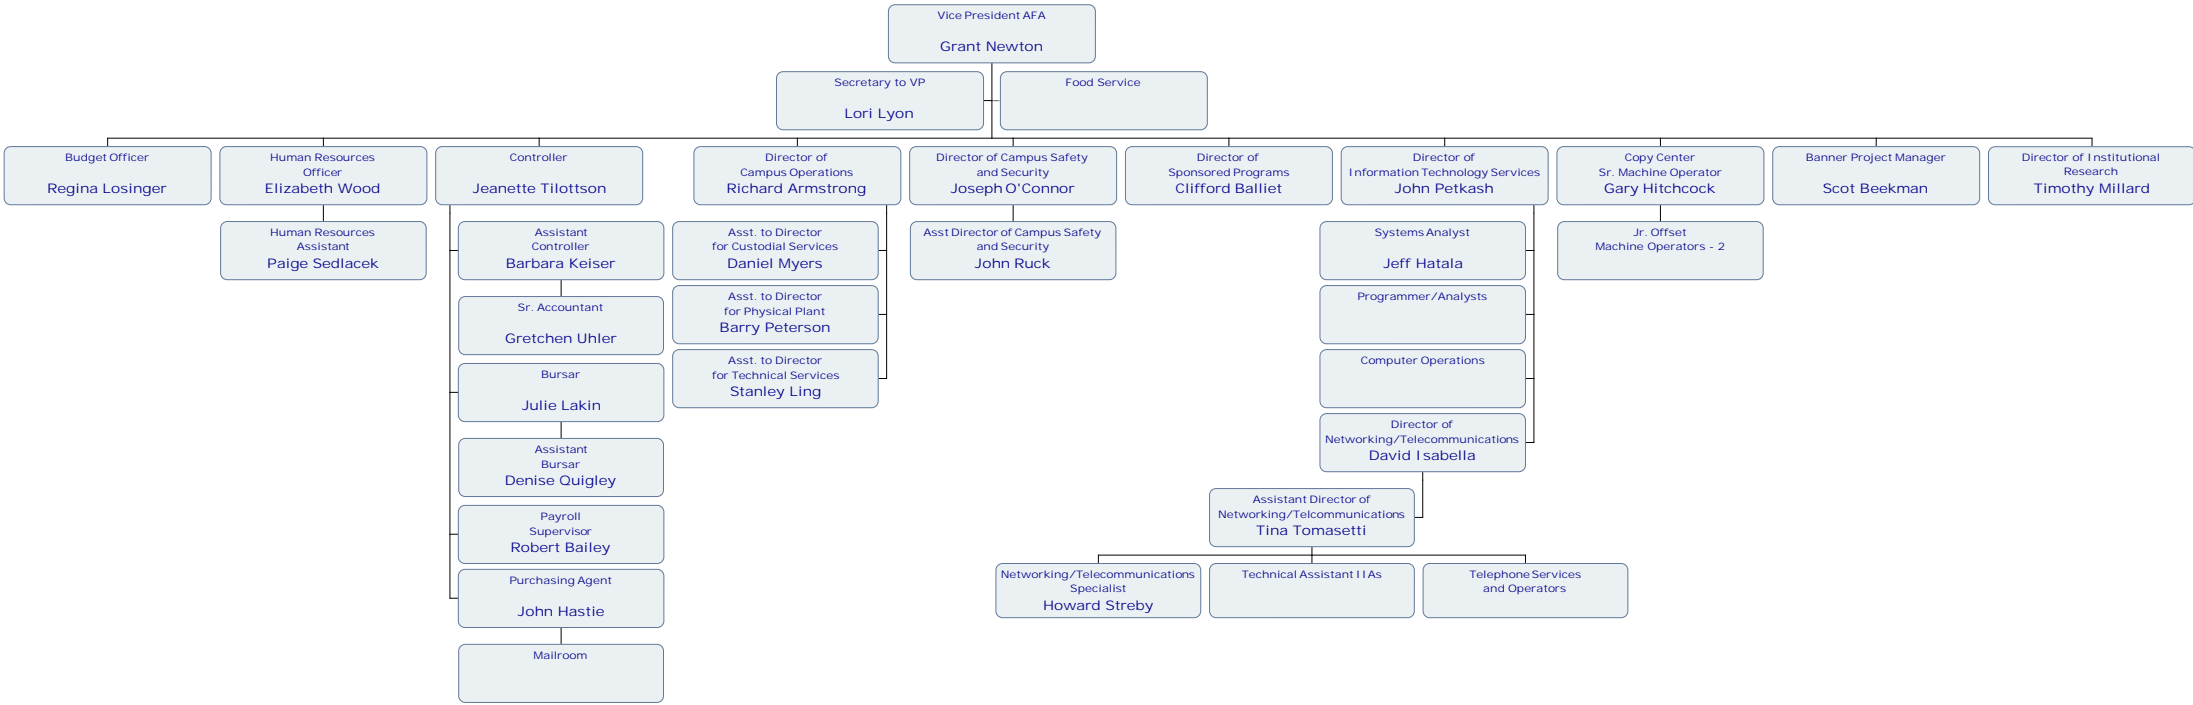 Vice President AFA
Grant Newton
Secretary to VP
Lori Lyon
Food Service
Budget Officer
Regina Losinger
Human Resources
Officer
Elizabeth Wood
Controller
Jeanette Tilottson
Director of
Campus Operations
Richard Armstrong
Director of Campus Safety
and Security
Joseph O'Connor
Director of
Sponsored Programs
Clifford Balliet
Director of
Information Technology Services
John Petkash
Copy Center
Sr. Machine Operator
Gary Hitchcock
Banner Project Manager
Scot Beekman
Director of Institutional
Research
Timothy Millard
Human Resources
Assistant
Paige Sedlacek
Assistant
Controller
Barbara Keiser
Sr. Accountant
Gretchen Uhler
Bursar
Julie Lakin
Assistant
Bursar
Denise Quigley
Payroll
Supervisor
Robert Bailey
Purchasing Agent
John Hastie
Mailroom
Asst. to Director
for Custodial Services
Daniel Myers
Asst. to Director
for Physical Plant
Barry Peterson
Asst. to Director
for Technical Services
Stanley Ling
Asst Director of Campus Safety
and Security
John Ruck
Systems Analyst
Jeff Hatala
Programmer/Analysts
Computer Operations
Director of
Networking/Telecommunications
David Isabella
Assistant Director of
Networking/Telcommunications
Tina Tomasetti
Networking/Telecommunications
Specialist
Howard Streby
Technical Assistant IIAs
Telephone Services
and Operators
Jr. Offset
Machine Operators - 2